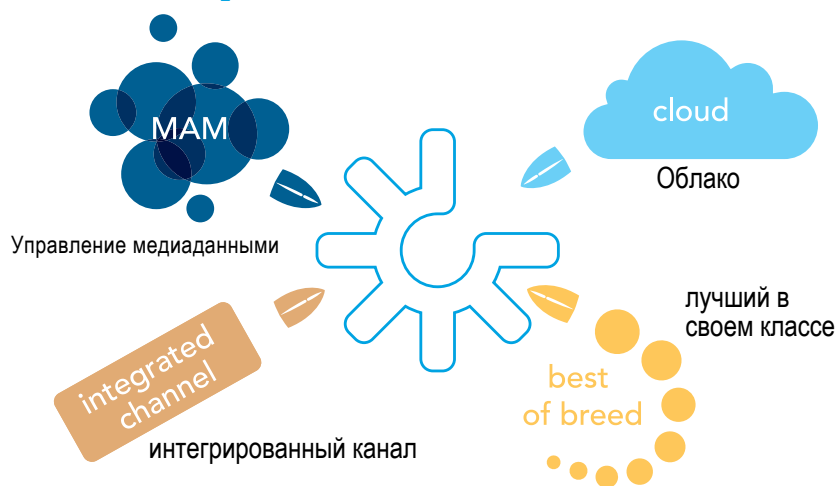 MAM
cloud
Облако
Управление медиаданными
лучший в
своем классе
integrated
channel
best
of breed
интегрированный канал